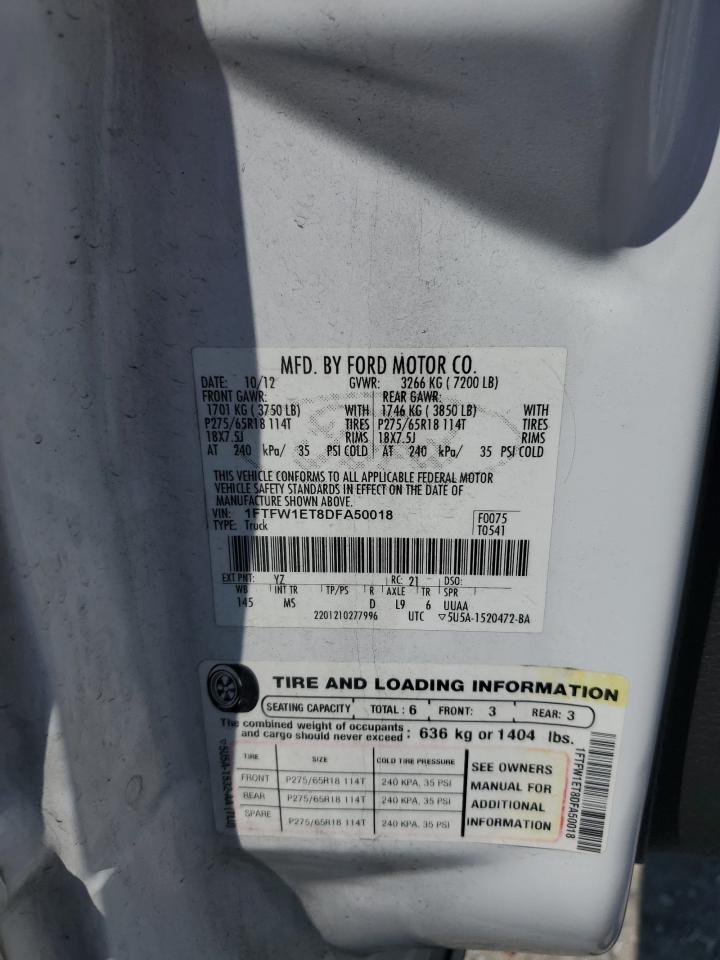 MFD. BY FORD MOTOR CO.
DATE: 10/12 GVWR: 3266 KG ( 7200 LB)
FRONT GAWR: REAR GAWR:
1701 KG ( 3750 LB) WITH 1746 KG ( 3850 LB) WITH
P275/65R18 114T TIRES P275/65R18 114T TIRES
18X7.5J RIMS 18X7.5J RIMS
AT 240 kPa/ 35 PSI COLD AT 240 kPa/ 35 PSI COLD
THIS VEHICLE CONFORMS TO ALL APPLICABLE FEDERAL MOTOR
VEHICLE SAFETY STANDARDS IN EFFECT ON THE DATE OF
MANUFACTURE SHOWN ABOVE.
VIN: 1FTFW1ET8DFA50018 F0075
TYPE: Truck T0541
EXT PNT: YZ RC: 21 DSO:
WB INT TR TP/PS R AXLE TR SPR
145 MS D L9 6 UUAA
2201210277996 UTC ▽5U5A-1520472-BA
TIRE AND LOADING INFORMATION
SEATING CAPACITY TOTAL : 6 FRONT: 3 REAR: 3
The combined weight of occupants
and cargo should never exceed : 636 kg or 1404 lbs.
TIRE SIZE COLD TIRE PRESSURE
FRONT P275/65R18 114T 240 KPA, 35 PSI
REAR P275/65R18 114T 240 KPA, 35 PSI
SPARE P275/65R18 114T 240 KPA, 35 PSI
SEE OWNERS
MANUAL FOR
ADDITIONAL
INFORMATION
1FTFW1ET8DFA50018